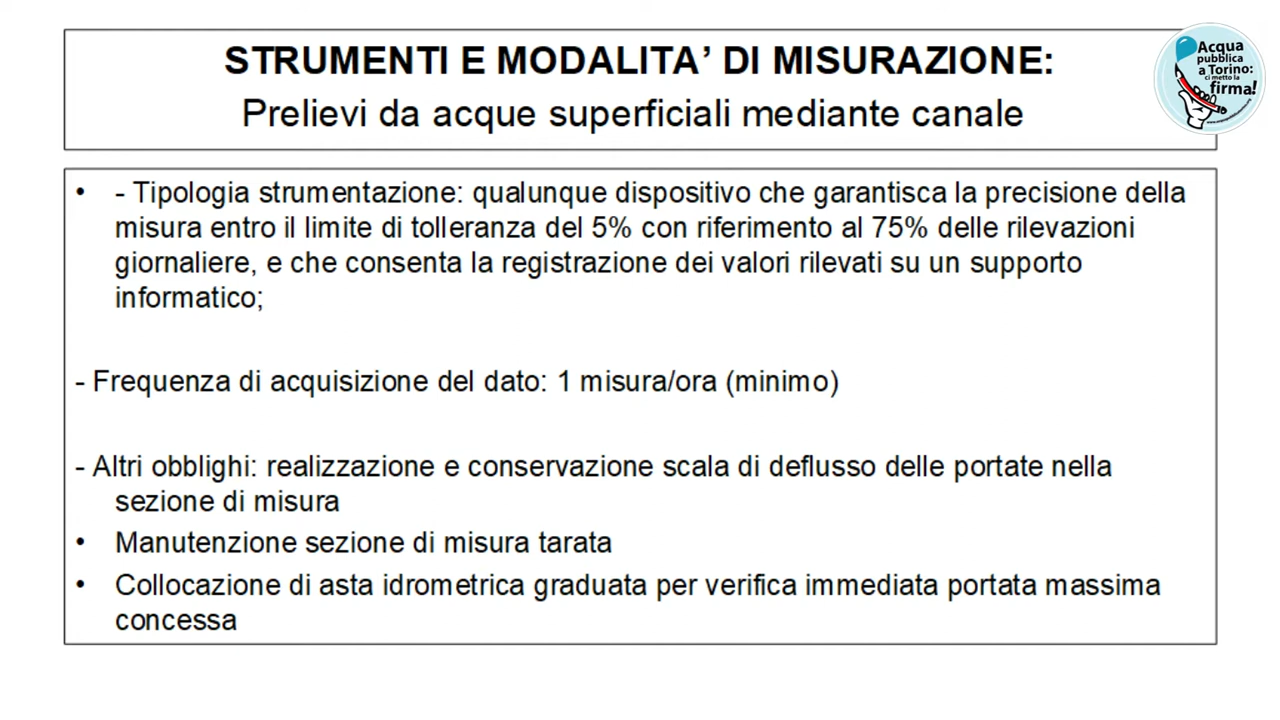 STRUMENTI E MODALITA’ DI MISURAZIONE:
Prelievi da acque superficiali mediante canale
Acqua
pubblica
a Torino:
ci metto la
firma!
• - Tipologia strumentazione: qualunque dispositivo che garantisca la precisione della
misura entro il limite di tolleranza del 5% con riferimento al 75% delle rilevazioni
giornaliere, e che consenta la registrazione dei valori rilevati su un supporto
informatico;
- Frequenza di acquisizione del dato: 1 misura/ora (minimo)
- Altri obblighi: realizzazione e conservazione scala di deflusso delle portate nella
sezione di misura
• Manutenzione sezione di misura tarata
• Collocazione di asta idrometrica graduata per verifica immediata portata massima
concessa